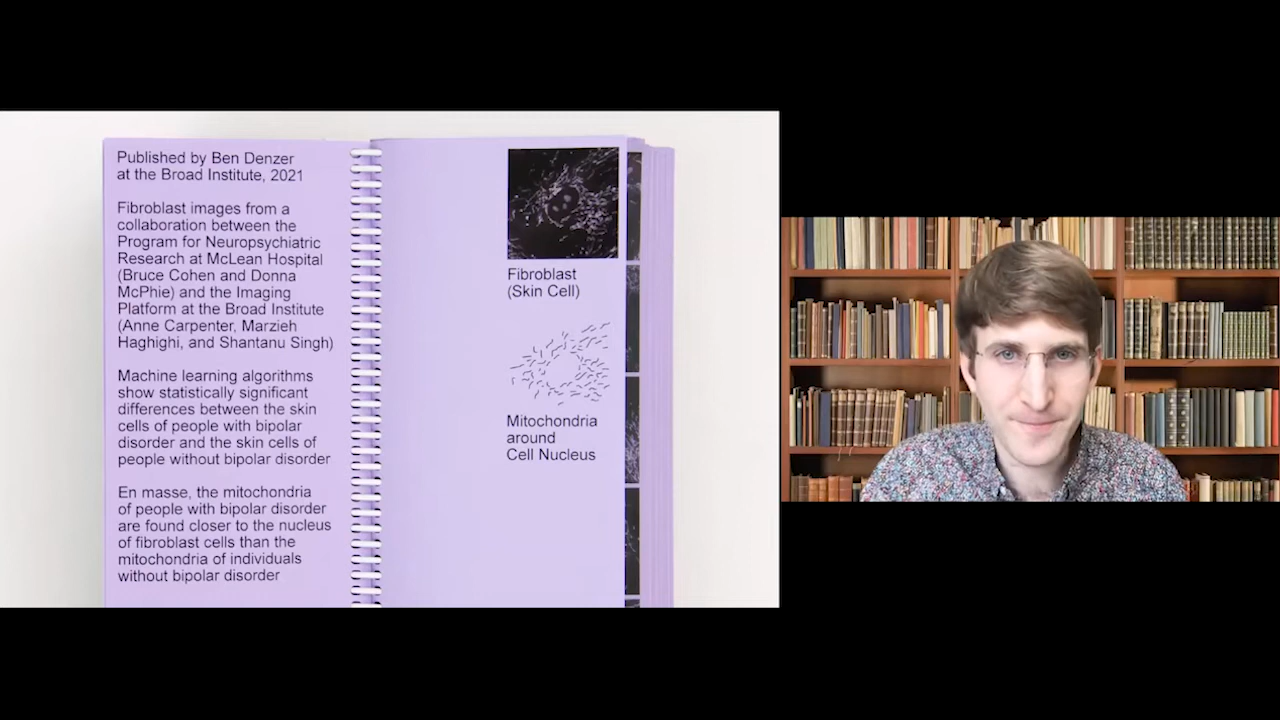 Published by Ben Denzer
at the Broad Institute, 2021
Fibroblast images from a
collaboration between the
Program for Neuropsychiatric
Research at McLean Hospital
(Bruce Cohen and Donna
McPhie) and the Imaging
Platform at the Broad Institute
(Anne Carpenter, Marzieh
Haghighi, and Shantanu Singh)
Machine learning algorithms
show statistically significant
differences between the skin
cells of people with bipolar
disorder and the skin cells of
people without bipolar disorder
En masse, the mitochondria
of people with bipolar disorder
are found closer to the nucleus
of fibroblast cells than the
mitochondria of individuals
without bipolar disorder
Fibroblast
(Skin Cell)
Mitochondria
around
Cell Nucleus